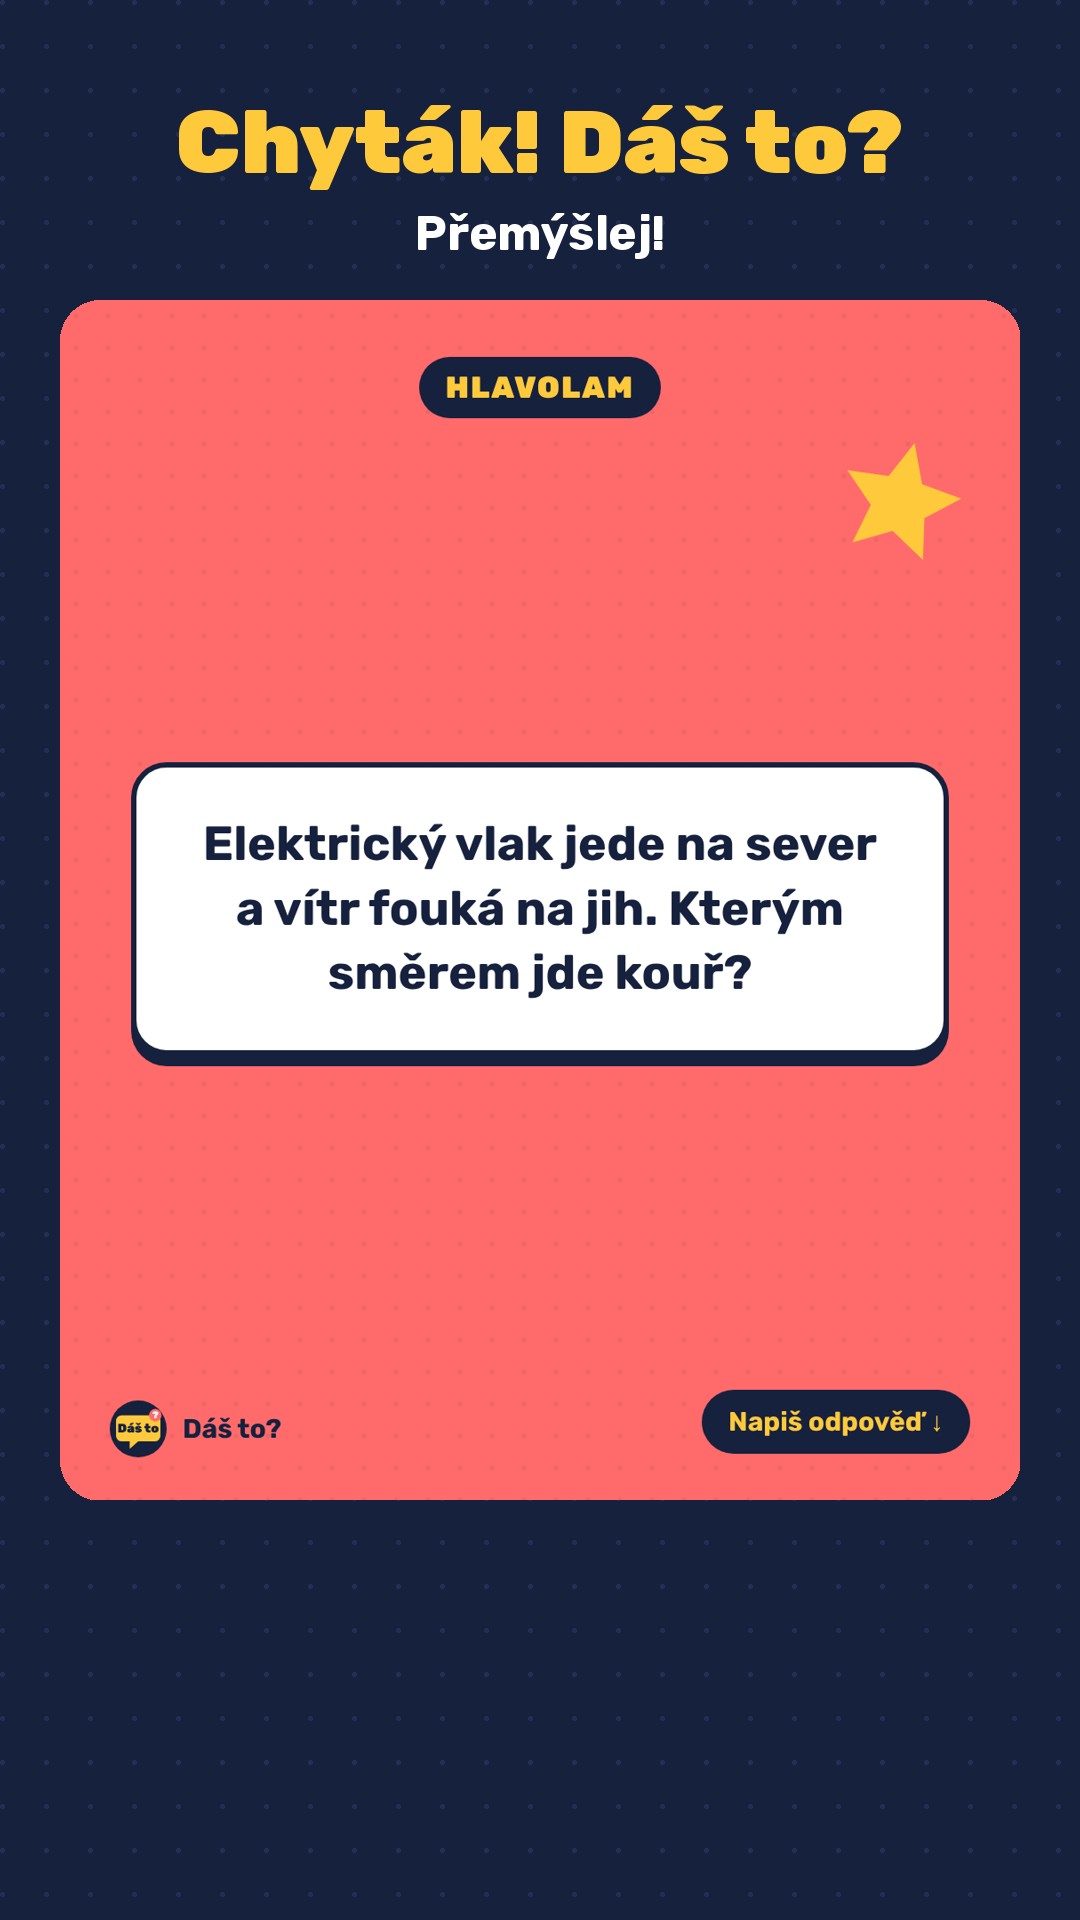 Chyták! Dáš to?
Přemýšlej!
HLAVOLAM
Elektrický vlak jede na sever
a vítr fouká na jih. Kterým
směrem jde kouř?
Dáš to
?
Dáš to?
Napiš odpověď ↓